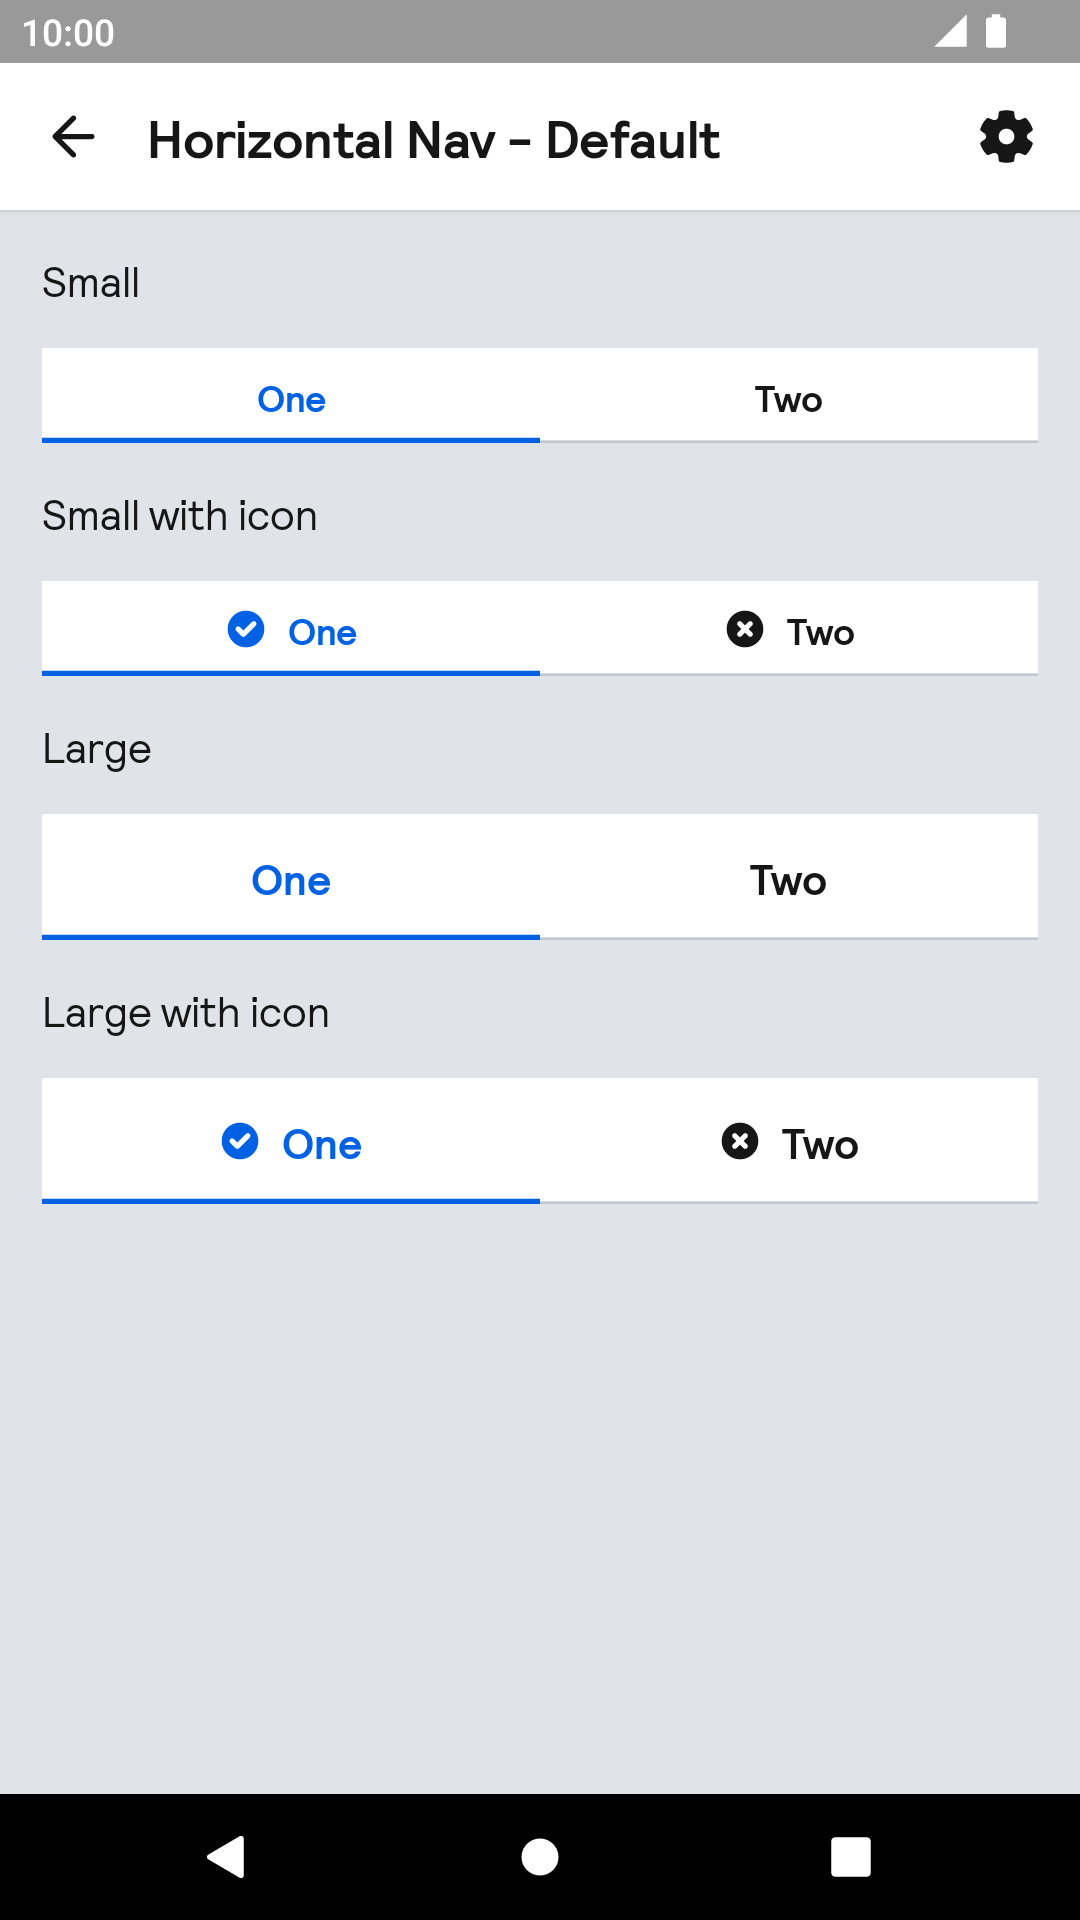 10:00
Horizontal Nav - Default
Small
One Two
Small with icon
One Two
Large
One Two
Large with icon
One Two